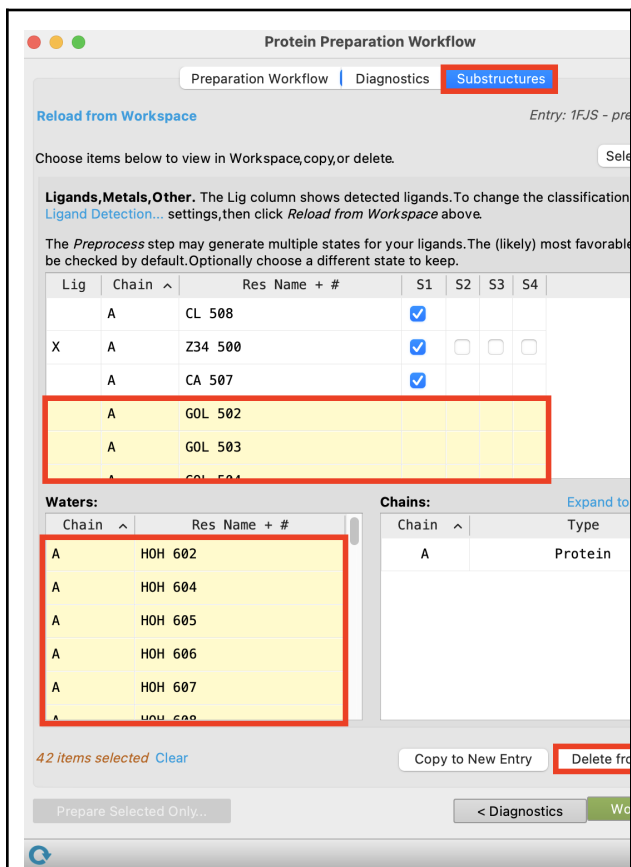 Protein Preparation Workflow
Preparation Workflow Diagnostics Substructures
Reload from Workspace Entry: 1FJS - pre
Choose items below to view in Workspace,copy,or delete. Sele
Ligands,Metals,Other. The Lig column shows detected ligands.To change the classification
Ligand Detection... settings,then click Reload from Workspace above.
The Preprocess step may generate multiple states for your ligands.The (likely) most favorable
be checked by default.Optionally choose a different state to keep.
Lig Chain Res Name + # S1 S2 S3 S4
A CL 508
X A Z34 500
A CA 507
A GOL 502
A GOL 503
A GOL 504
Waters: Chains: Expand to
Chain Res Name + # Chain Type
A HOH 602 A Protein
A HOH 604
A HOH 605
A HOH 606
A HOH 607
A HOH 608
42 items selected Clear Copy to New Entry Delete fro
Prepare Selected Only... < Diagnostics Wo